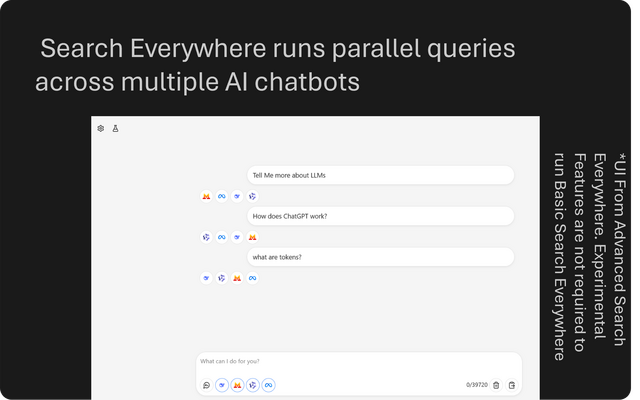 Search Everywhere runs parallel queries
across multiple AI chatbots
Tell Me more about LLMs
How does ChatGPT work?
what are tokens?
What can I do for you?
0/39720
*UI From Advanced Search
Everywhere. Experimental
Features are not required to
run Basic Search Everywhere